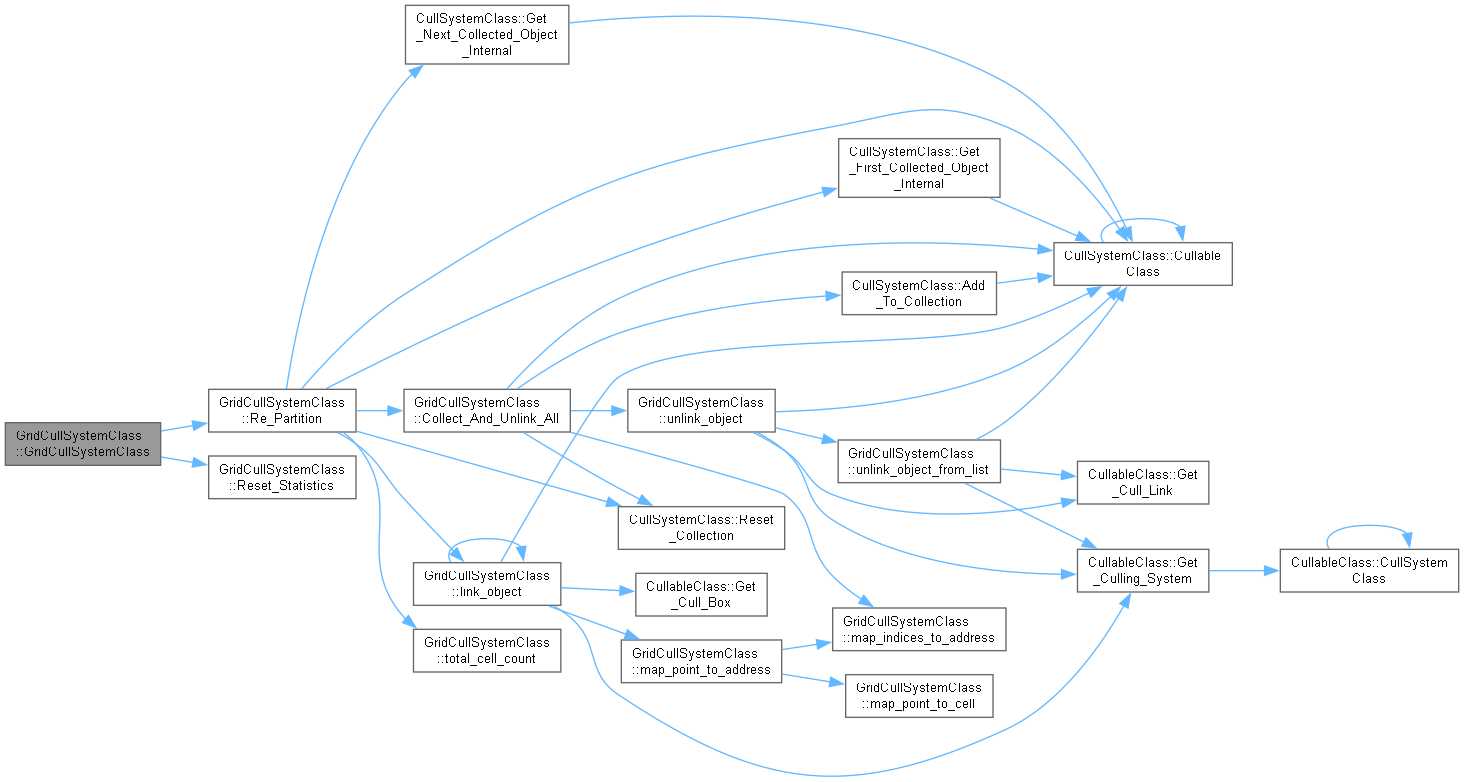 CullSystemClass::Get
_Next_Collected_Object
_Internal
CullSystemClass::Get
_First_Collected_Object
_Internal
CullSystemClass::Cullable
Class
CullSystemClass::Add
_To_Collection
GridCullSystemClass
::Re_Partition
GridCullSystemClass
::Collect_And_Unlink_All
GridCullSystemClass
::unlink_object
GridCullSystemClass
::GridCullSystemClass
GridCullSystemClass
::unlink_object_from_list
GridCullSystemClass
::Reset_Statistics
CullableClass::Get
_Cull_Link
CullSystemClass::Reset
_Collection
CullableClass::Get
_Culling_System
CullableClass::CullSystem
Class
GridCullSystemClass
::link_object
CullableClass::Get
_Cull_Box
GridCullSystemClass
::map_indices_to_address
GridCullSystemClass
::total_cell_count
GridCullSystemClass
::map_point_to_address
GridCullSystemClass
::map_point_to_cell